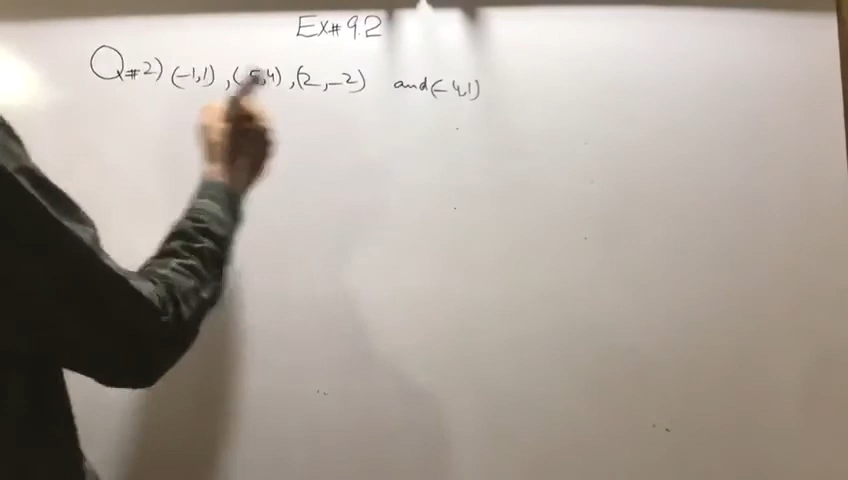 Ex# 9.2
Q#2) (-1,1), (5,4), (2,-2) and (-4,1)